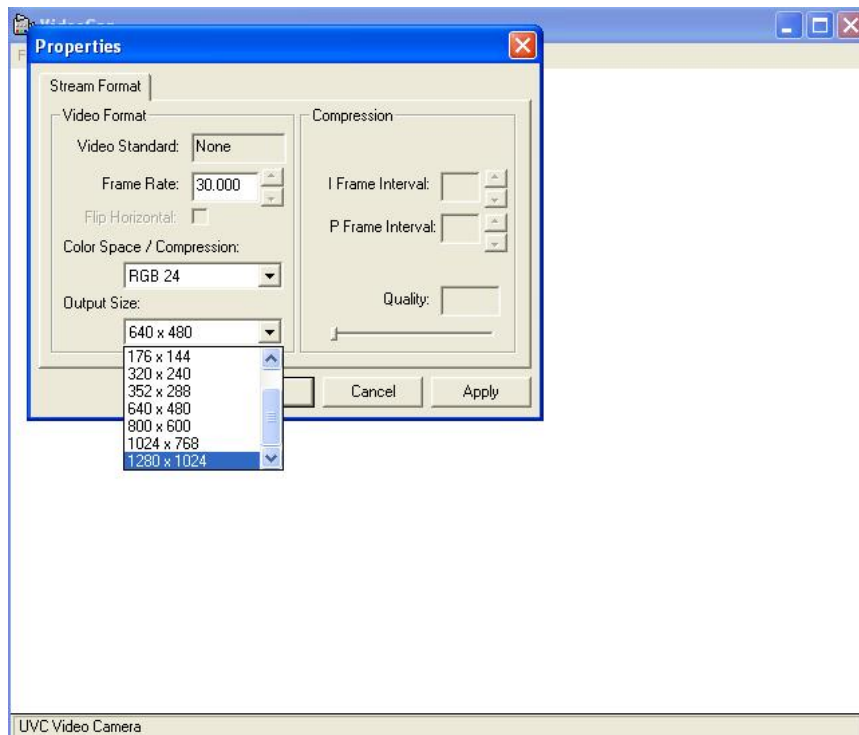 Properties
Stream Format
Video Format
Video Standard: None
Frame Rate: 30.000
Flip Horizontal:
Color Space / Compression:
RGB 24
Output Size:
640 x 480
176 x 144
320 x 240
352 x 288
640 x 480
800 x 600
1024 x 768
1280 x 1024
Compression
I Frame Interval:
P Frame Interval:
Quality:
Cancel
Apply
UVC Video Camera